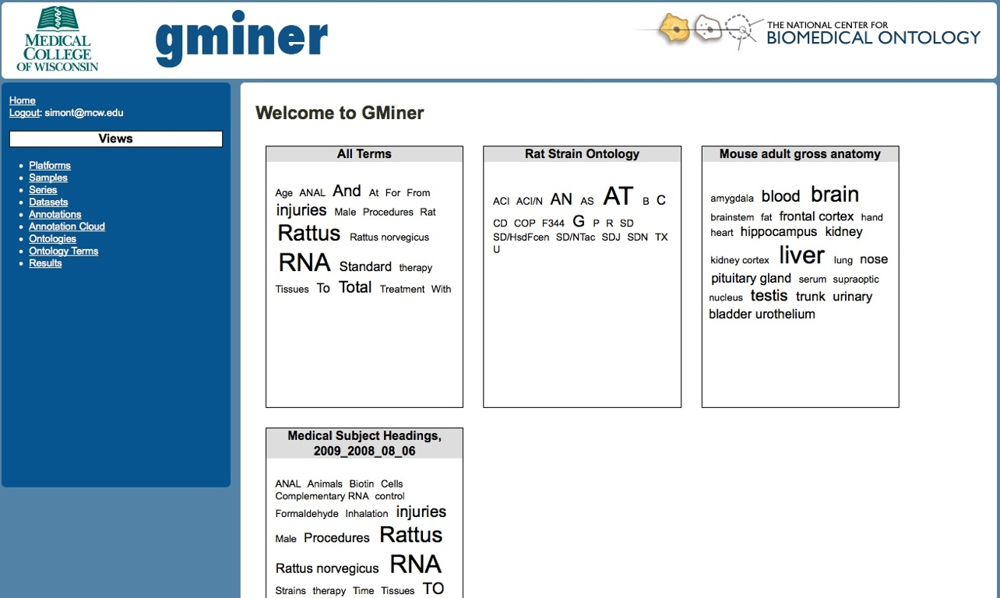 MEDICAL
COLLEGE
OF WISCONSIN
gminer
THE NATIONAL CENTER FOR
BIOMEDICAL ONTOLOGY
Home
Logout: simont@mcw.edu
Views
Platforms
Samples
Series
Datasets
Annotations
Annotation Cloud
Ontologies
Ontology Terms
Results
Welcome to GMiner
All Terms
Age ANAL And At For From
injuries Male Procedures Rat
Rattus Rattus norvegicus
RNA Standard therapy
Tissues To Total Treatment With
Rat Strain Ontology
ACI ACI/N AN AS AT B C
CD COP F344 G P R SD
SD/HsdFcen SD/NTac SDJ SDN TX
U
Mouse adult gross anatomy
amygdala blood brain
brainstem fat frontal cortex hand
heart hippocampus kidney
kidney cortex liver lung nose
pituitary gland serum supraoptic
nucleus testis trunk urinary
bladder urothelium
Medical Subject Headings,
2009_2008_08_06
ANAL Animals Biotin Cells
Complementary RNA control
Formaldehyde Inhalation injuries
Male Procedures Rattus
Rattus norvegicus RNA
Strains therapy Time Tissues TO